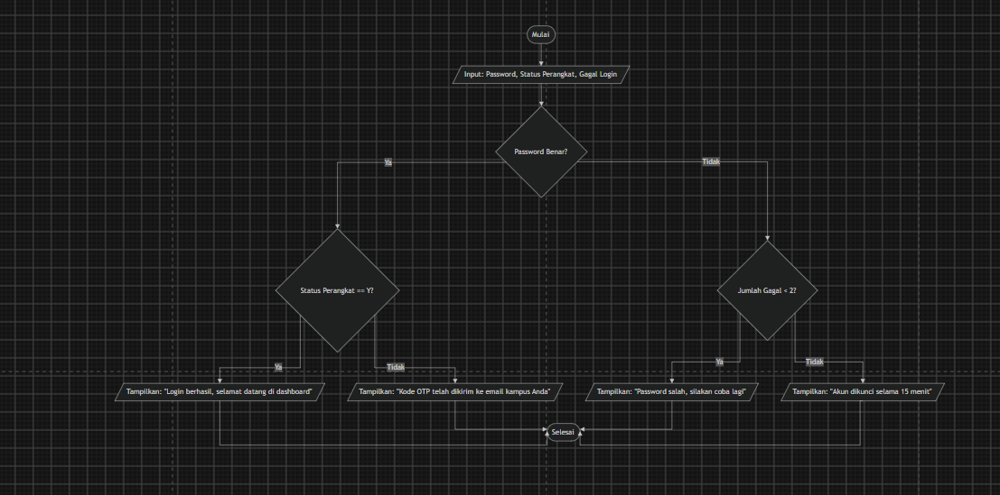 Mulai
Input: Password, Status Perangkat, Gagal Login
Password Benar?
Ya
Tidak
Status Perangkat == Y?
Jumlah Gagal < 2?
Ya
Tidak
Ya
Tidak
Tampilkan: "Login berhasil, selamat datang di dashboard"
Tampilkan: "Kode OTP telah dikirim ke email kampus Anda"
Tampilkan: "Password salah, silakan coba lagi"
Tampilkan: "Akun dikunci selama 15 menit"
Selesai